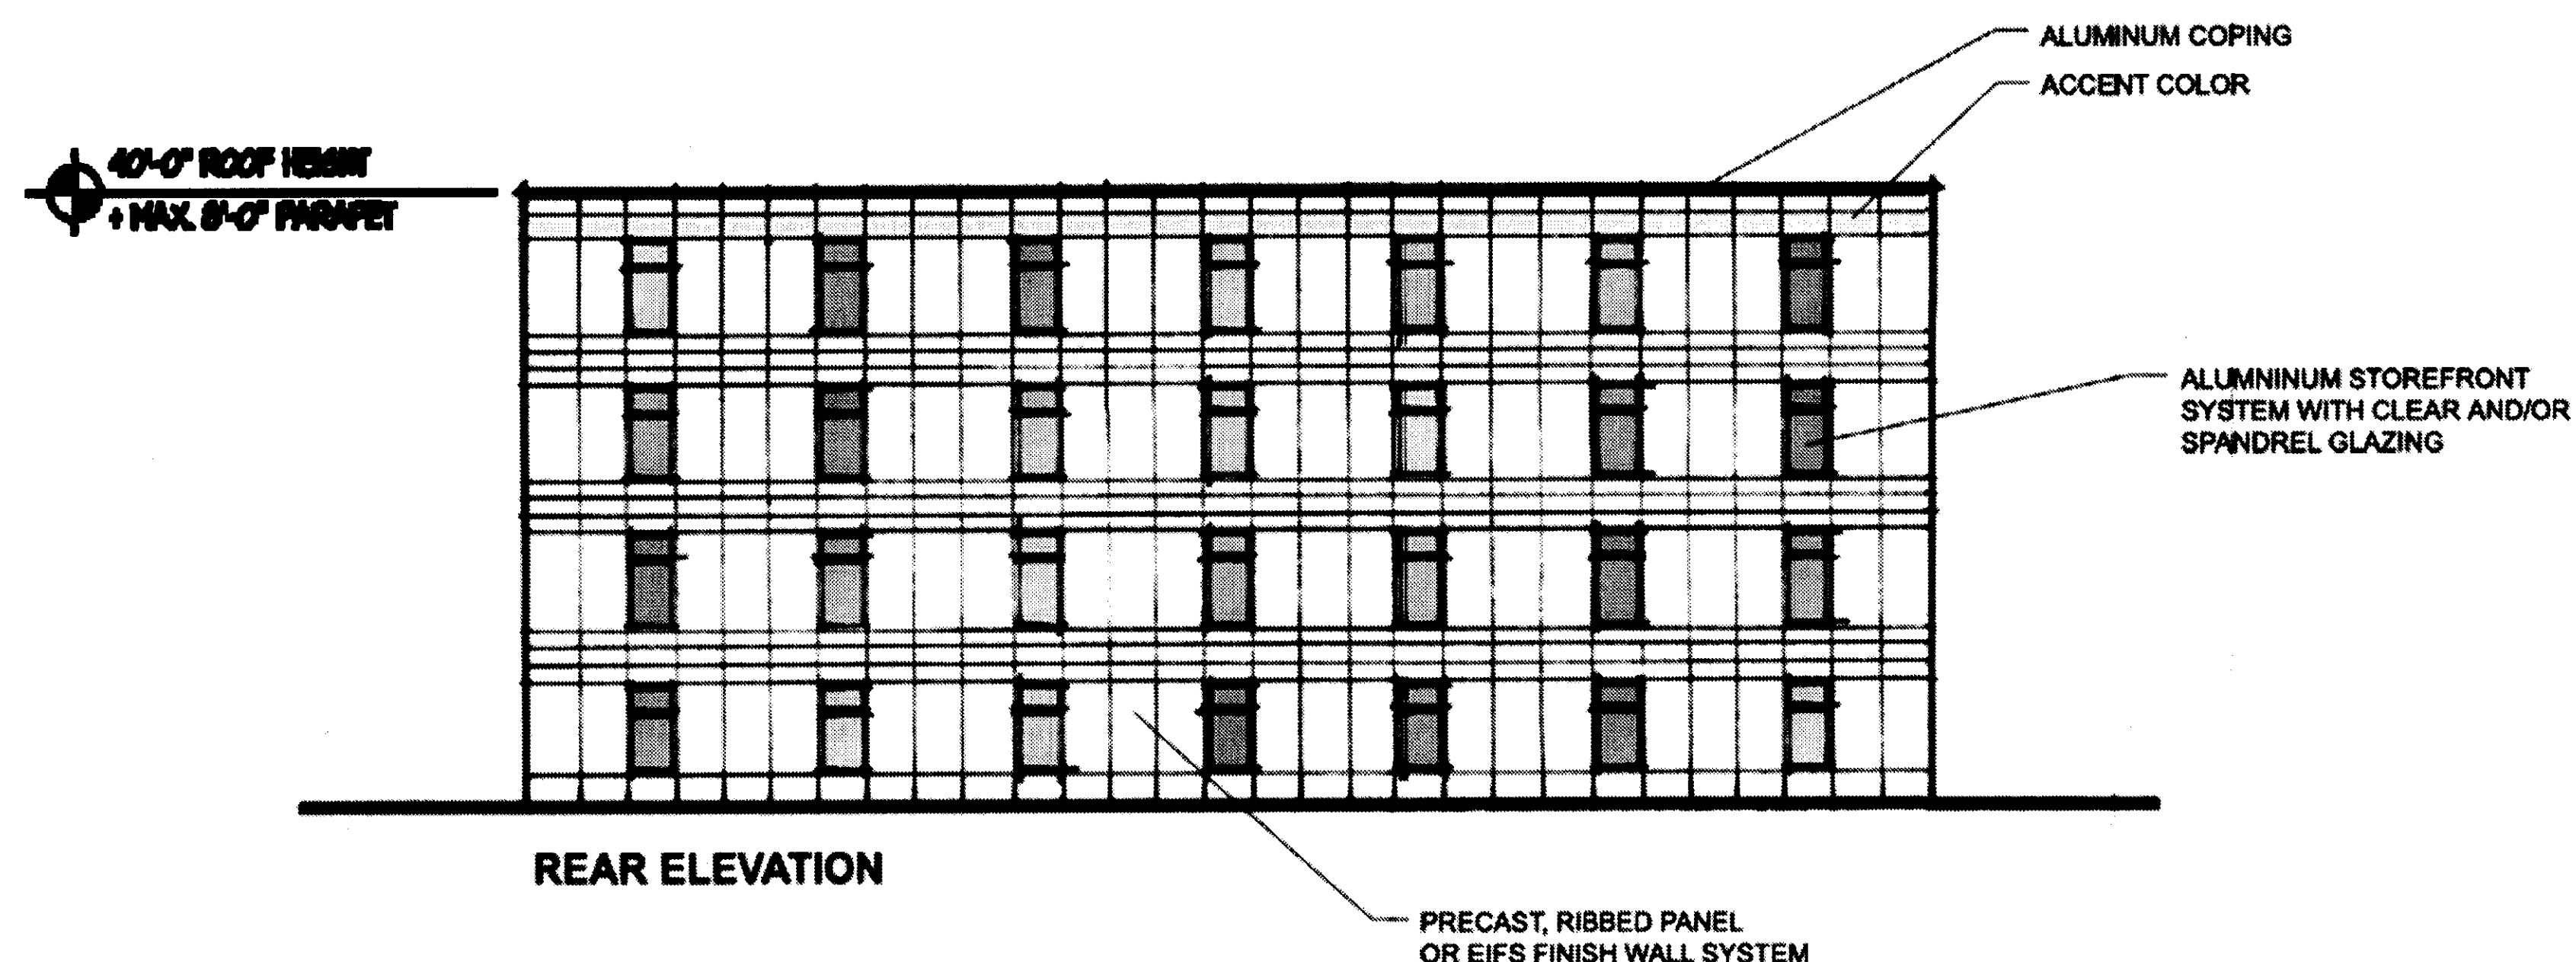 ALUMINUM COPING
ACCENT COLOR
40'-0" ROOF HEIGHT
+ MAX. 8'-0" PARAPET
ALUMNINUM STOREFRONT
SYSTEM WITH CLEAR AND/OR
SPANDREL GLAZING
REAR ELEVATION
PRECAST, RIBBED PANEL
OR EIFS FINISH WALL SYSTEM